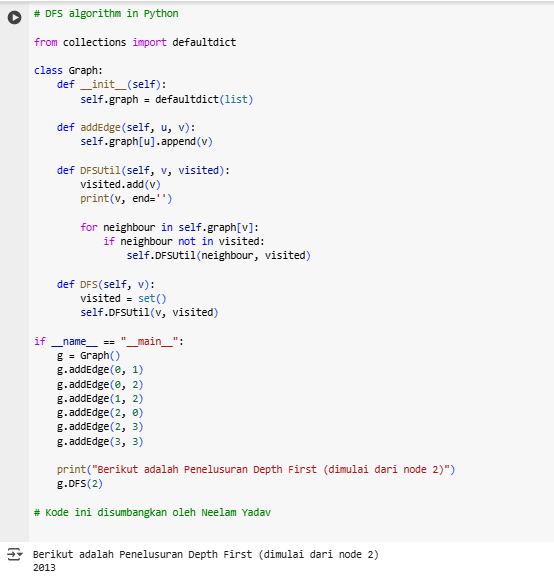 # DFS algorithm in Python
from collections import defaultdict
class Graph:
    def __init__(self):
        self.graph = defaultdict(list)
    def addEdge(self, u, v):
        self.graph[u].append(v)
    def DFSUtil(self, v, visited):
        visited.add(v)
        print(v, end='')
        for neighbour in self.graph[v]:
            if neighbour not in visited:
                self.DFSUtil(neighbour, visited)
    def DFS(self, v):
        visited = set()
        self.DFSUtil(v, visited)
if __name__ == "__main__":
    g = Graph()
    g.addEdge(0, 1)
    g.addEdge(0, 2)
    g.addEdge(1, 2)
    g.addEdge(2, 0)
    g.addEdge(2, 3)
    g.addEdge(3, 3)
    print("Berikut adalah Penelusuran Depth First (dimulai dari node 2)")
    g.DFS(2)
# Kode ini disumbangkan oleh Neelam Yadav
Berikut adalah Penelusuran Depth First (dimulai dari node 2)
2013